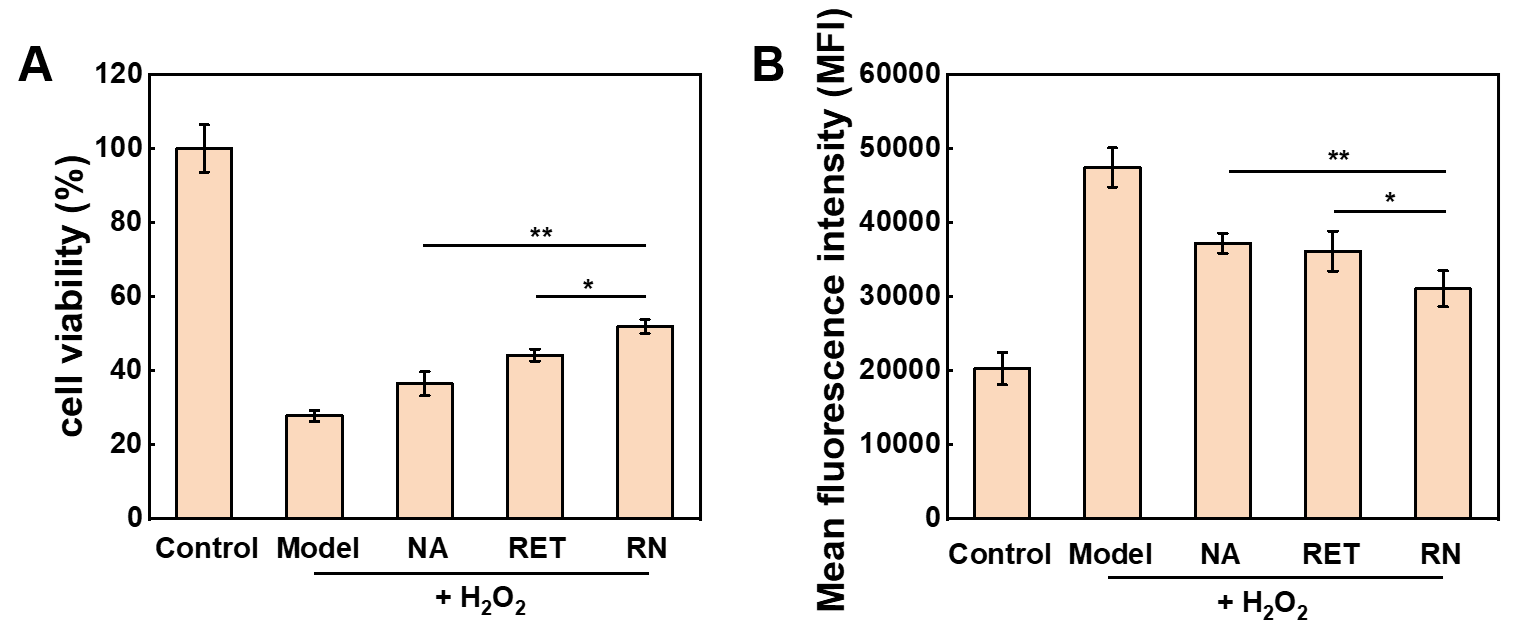 A
cell viability (%)
120
100
80
60
40
20
0
**
*
Control Model NA RET RN
+ H₂O₂
B
Mean fluorescence intensity (MFI)
60000
50000
40000
30000
20000
10000
0
**
*
Control Model NA RET RN
+ H₂O₂